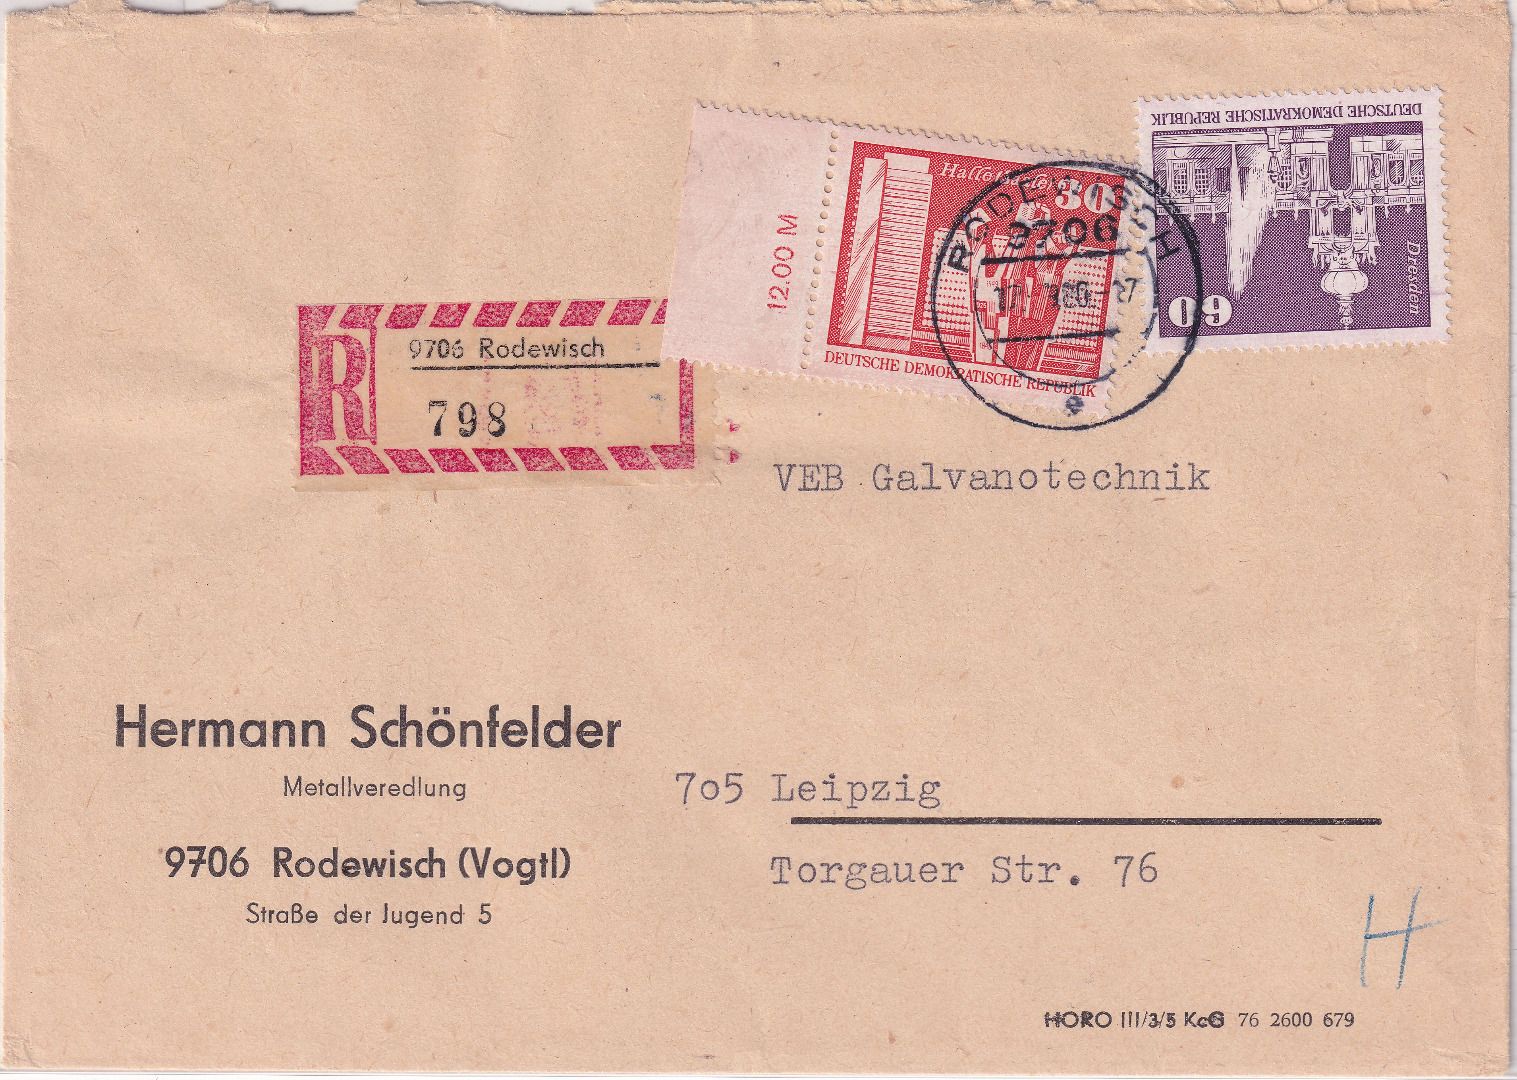 DEUTSCHE DEMOKRATISCHE REPUBLIK
Dresden
60
12.00 M
30
DEUTSCHE DEMOKRATISCHE REPUBLIK
RODEWISCH
9706
e
R
9706 Rodewisch
798
VEB Galvanotechnik
Hermann Schönfelder
Metallveredlung
9706 Rodewisch (Vogtl)
Straße der Jugend 5
7o5 Leipzig
Torgauer Str. 76
H
HORO III/3/5 KcG 76 2600 679